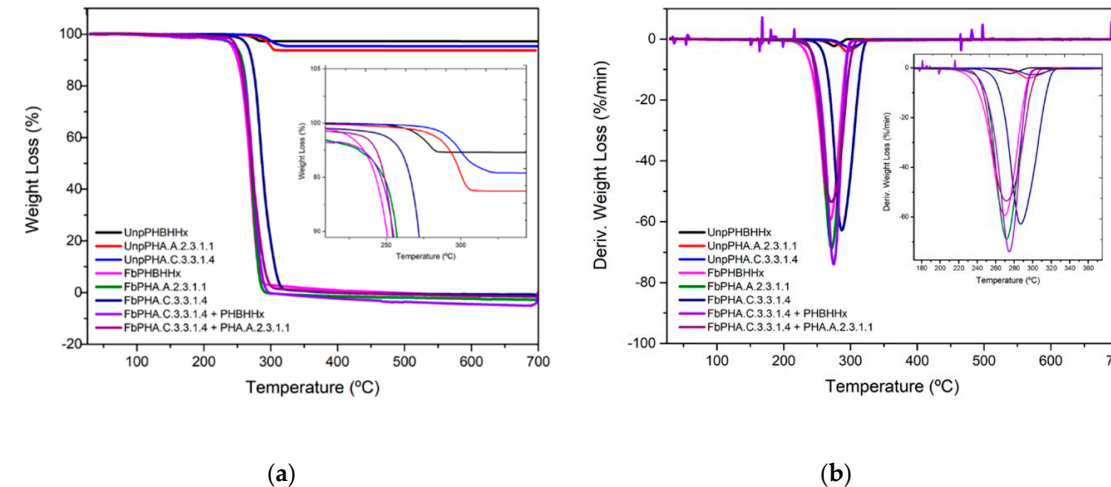 100
80
60
40
20
0
-20
Weight Loss (%)
100
200
300
400
500
600
700
Temperature (ºC)
UnpPHBHHx
UnpPHA.A.2.3.1.1
UnpPHA.C.3.3.1.4
FbPHBHHx
FbPHA.A.2.3.1.1
FbPHA.C.3.3.1.4
FbPHA.C.3.3.1.4 + PHBHHx
FbPHA.C.3.3.1.4 + PHA.A.2.3.1.1
105
100
95
90
Weight Loss (%)
250
300
Temperature (ºC)
(a)
0
-20
-40
-60
-80
-100
Deriv. Weight Loss (%/min)
100
200
300
400
500
600
Temperature (ºC)
UnpPHBHHx
UnpPHA.A.2.3.1.1
UnpPHA.C.3.3.1.4
FbPHBHHx
FbPHA.A.2.3.1.1
FbPHA.C.3.3.1.4
FbPHA.C.3.3.1.4 + PHBHHx
FbPHA.C.3.3.1.4 + PHA.A.2.3.1.1
0
-20
-40
-60
Deriv. Weight Loss (%/min)
180 200 220 240 260 280 300 320 340 360
Temperature (ºC)
(b)